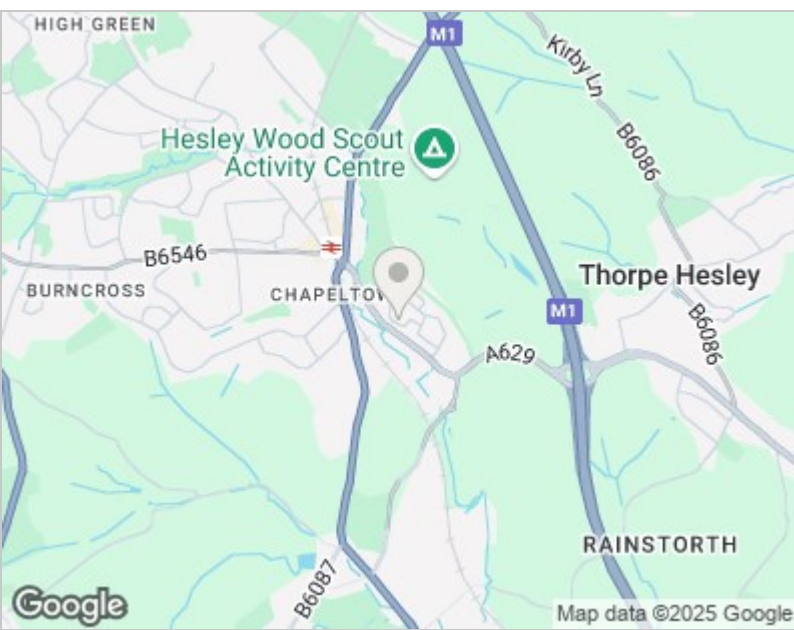 HIGH GREEN
M1
Kirby Ln
B6086
Hesley Wood Scout
Activity Centre
B6546
BURNCROSS
Thorpe Hesley
M1
B6086
A629
RAINSTORTH
B6087
Google
Map data ©2025 Google